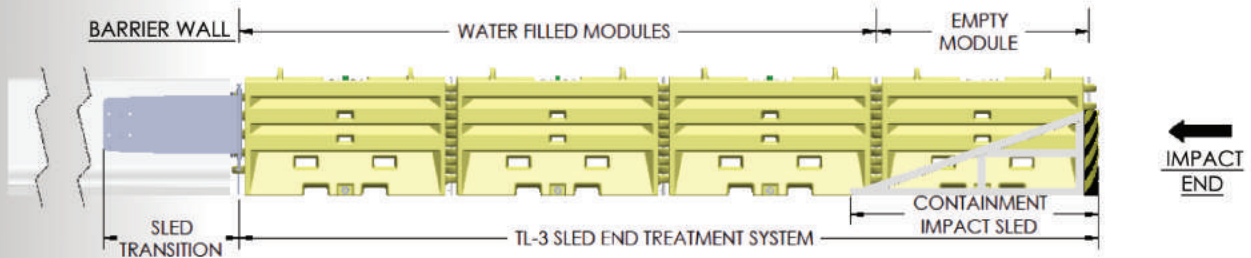 BARRIER WALL
WATER FILLED MODULES
EMPTY
MODULE
IMPACT
END
CONTAINMENT
IMPACT SLED
SLED
TRANSITION
TL-3 SLED END TREATMENT SYSTEM